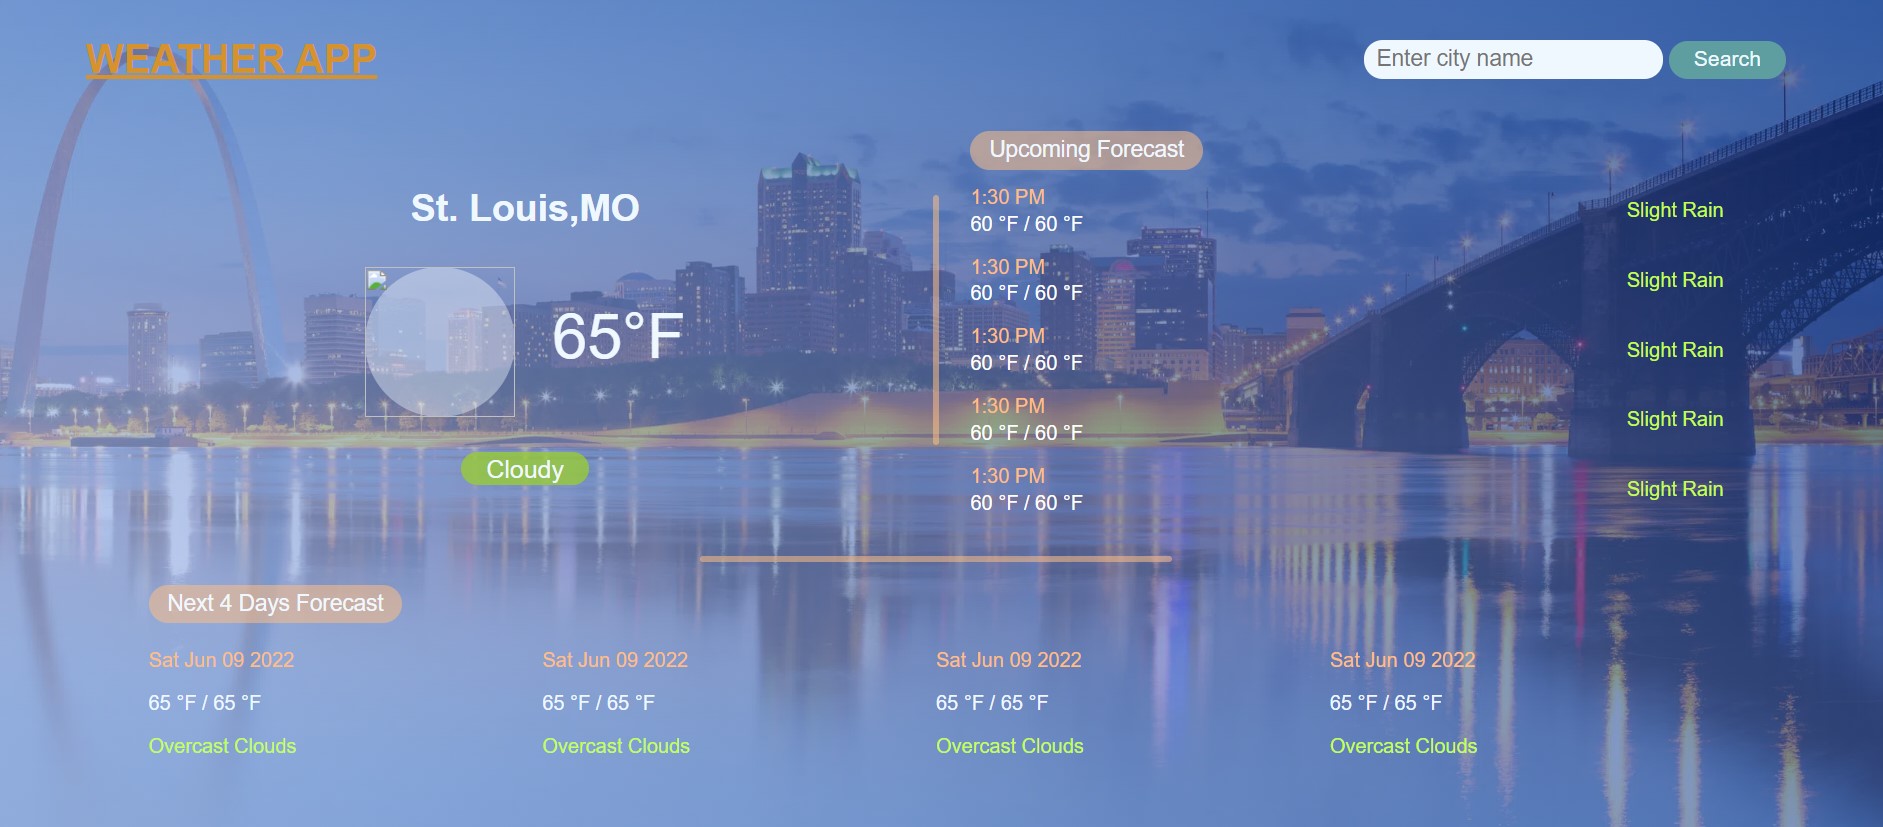 WEATHER APP
Enter city name
Search
St. Louis,MO
65°F
Cloudy
Upcoming Forecast
1:30 PM
60 °F / 60 °F
Slight Rain
1:30 PM
60 °F / 60 °F
Slight Rain
1:30 PM
60 °F / 60 °F
Slight Rain
1:30 PM
60 °F / 60 °F
Slight Rain
1:30 PM
60 °F / 60 °F
Slight Rain
Next 4 Days Forecast
Sat Jun 09 2022
65 °F / 65 °F
Overcast Clouds
Sat Jun 09 2022
65 °F / 65 °F
Overcast Clouds
Sat Jun 09 2022
65 °F / 65 °F
Overcast Clouds
Sat Jun 09 2022
65 °F / 65 °F
Overcast Clouds